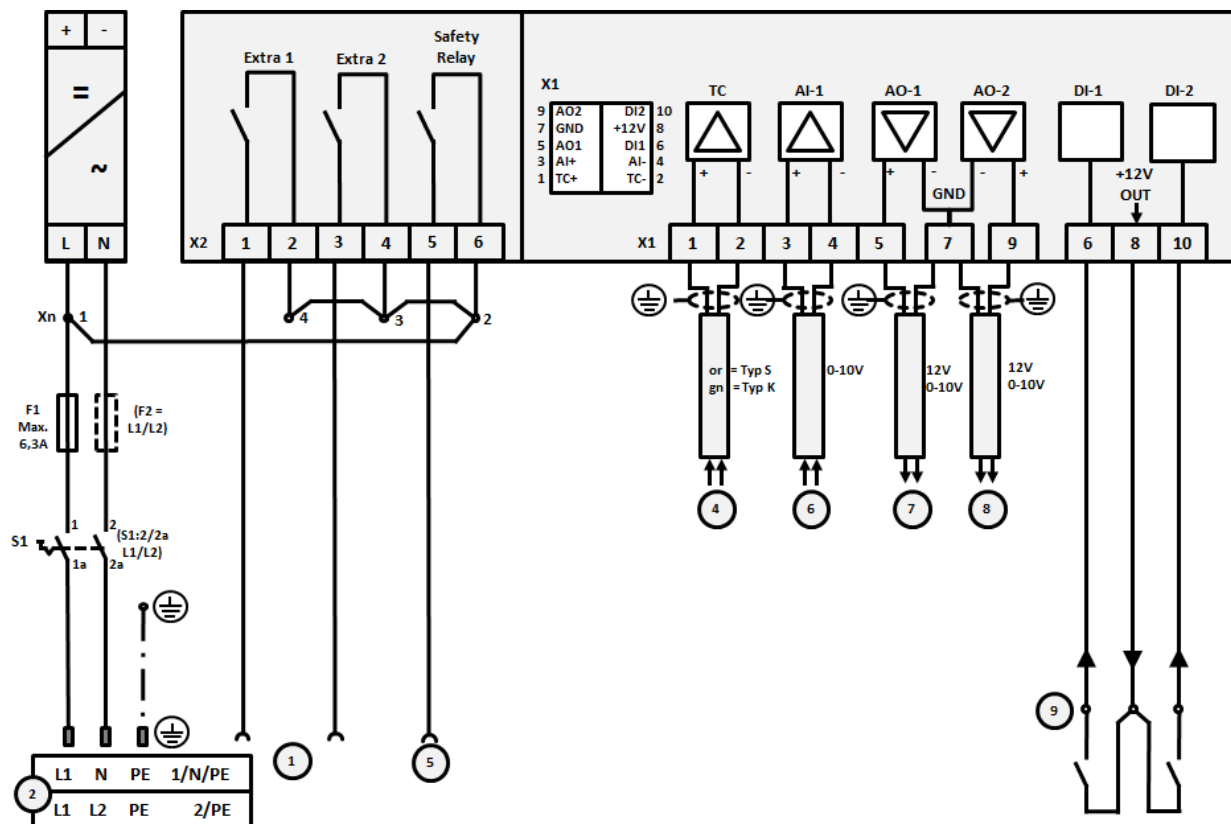 + -
=
~
L N
Extra 1
Extra 2
Safety
Relay
X2 1 2 3 4 5 6
X1
9 AO2 DI2 10
7 GND +12V 8
5 AO1 DI1 6
3 AI+ AI- 4
1 TC+ TC- 2
TC
AI-1
AO-1
AO-2
DI-1
DI-2
+ - + - + - - +
GND
+12V
OUT
X1 1 2 3 4 5 7 9 6 8 10
Xn 1
4 3 2
or = Typ S
gn = Typ K
0-10V
12V
0-10V
12V
0-10V
F1
Max.
6,3A
(F2 =
L1/L2)
4 6 7 8
S1
1 2
1a 2a
(S1:2/2a
L1/L2)
9
1
5
2
L1 N PE 1/N/PE
L1 L2 PE 2/PE